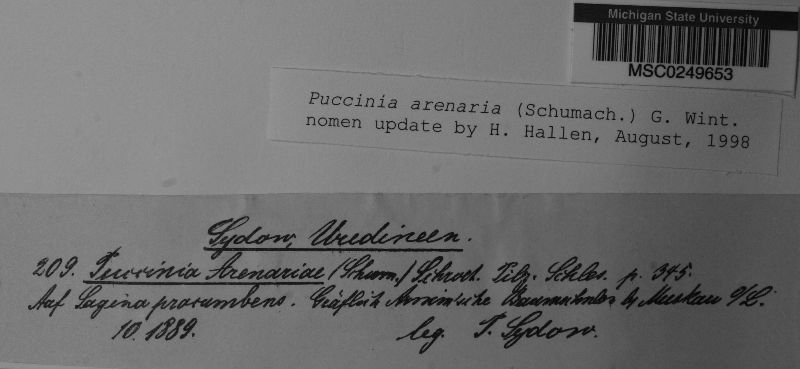 Michigan State University
MSC0249653
Puccinia arenaria (Schumach.) G. Wint.
nomen update by H. Hallen, August, 1998
Sydow, Uredineen.
209. Puccinia Arenariae (Schum.) Schroet. Pilz. Schles. p. 345.
Auf Sagina procumbens. Gräflich Arnim'sche Baumschulen by Muskau O/L.
10.1889. leg. P. Sydow.